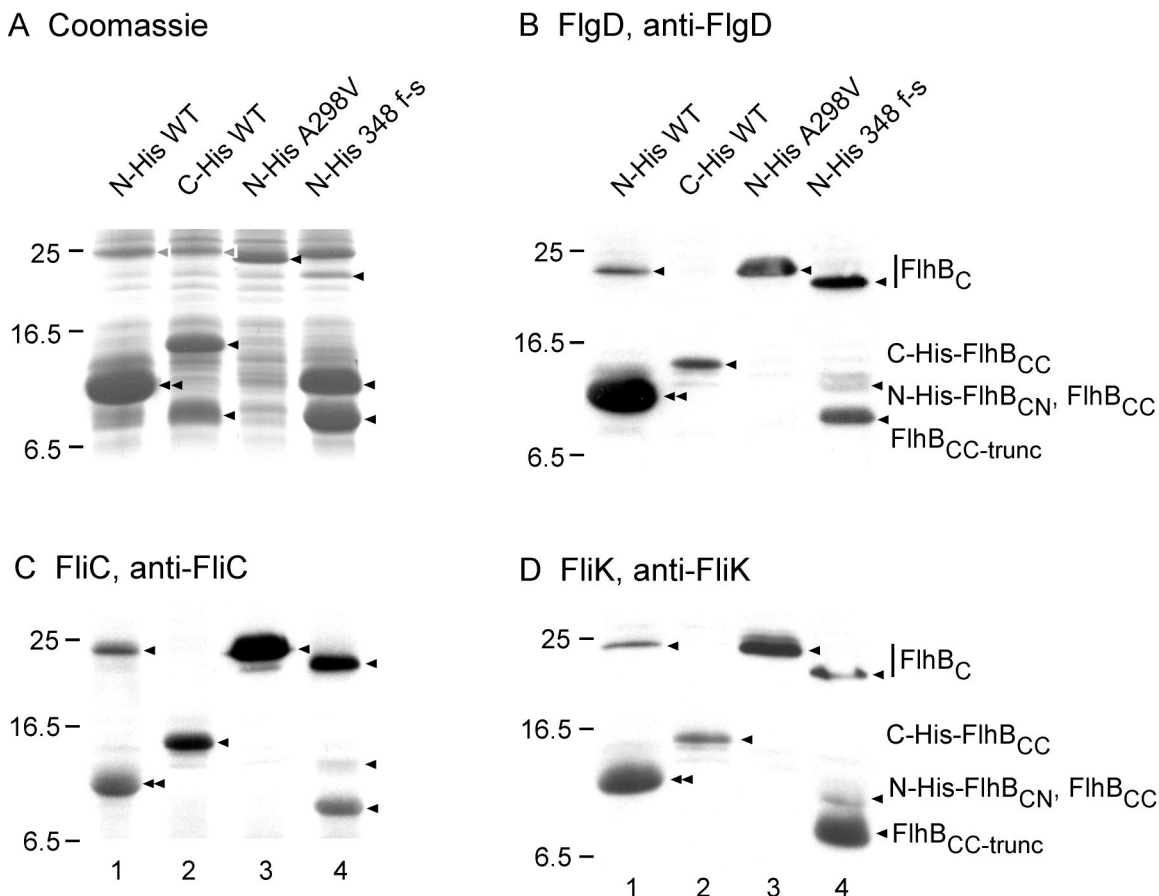 A Coomassie
N-His WT
C-His WT
N-His A298V
N-His 348 f-s
25
16.5
6.5
B FlgD, anti-FlgD
N-His WT
C-His WT
N-His A298V
N-His 348 f-s
25
16.5
6.5
FlhBC
C-His-FlhBCC
N-His-FlhBCN, FlhBCC
FlhBCC-trunc
C FliC, anti-FliC
25
16.5
6.5
1 2 3 4
D FliK, anti-FliK
25
16.5
6.5
FlhBC
C-His-FlhBCC
N-His-FlhBCN, FlhBCC
FlhBCC-trunc
1 2 3 4